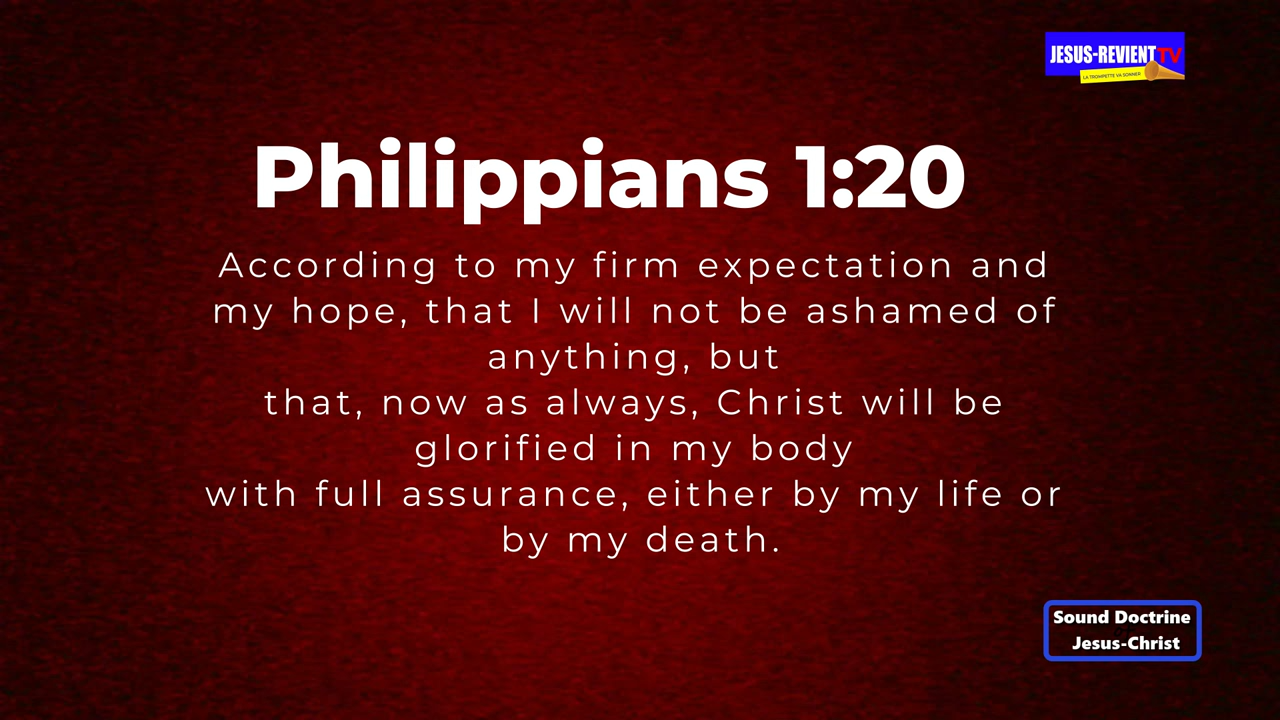 JESUS-REVIENT TV
LA TROMPETTE VA SONNER
Philippians 1:20
According to my firm expectation and
my hope, that I will not be ashamed of
anything, but
that, now as always, Christ will be
glorified in my body
with full assurance, either by my life or
by my death.
Sound Doctrine
Jesus-Christ